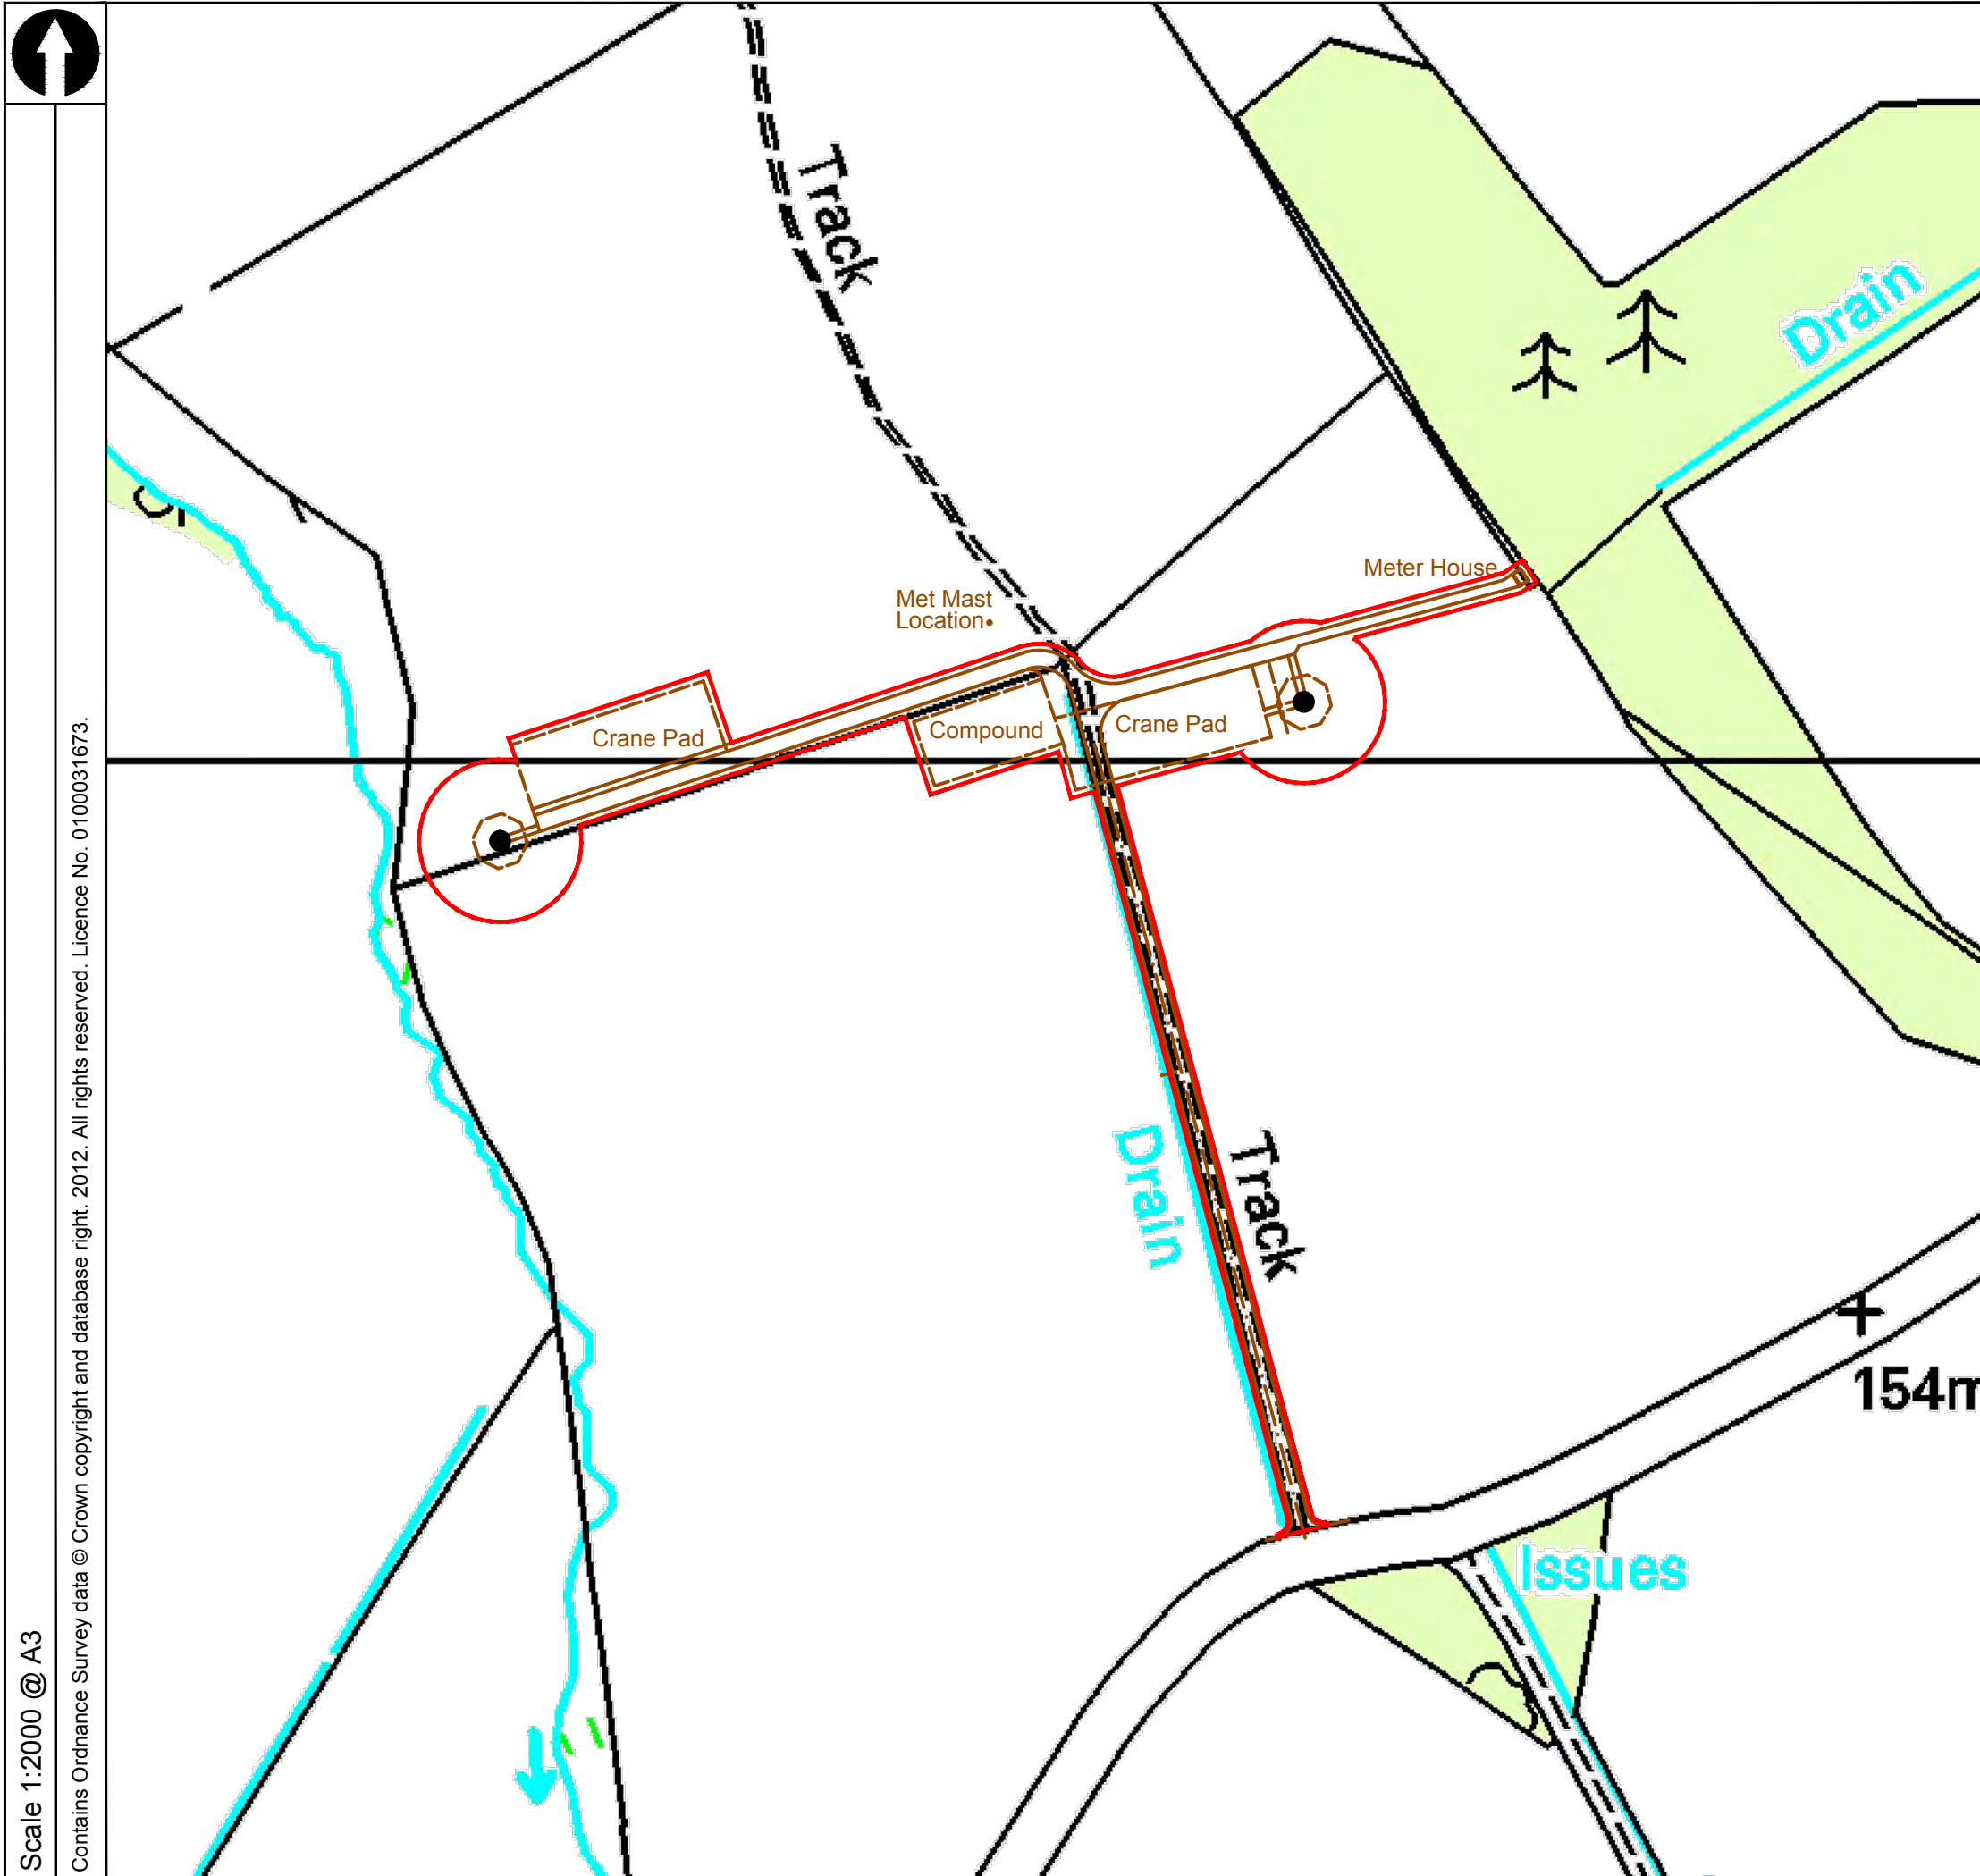 Track
Drain
Meter House
Met Mast
Location
Crane Pad
Compound
Crane Pad
Drain
Track
154m
Issues
Scale 1:2000 @ A3
Contains Ordnance Survey data © Crown copyright and database right. 2012. All rights reserved. Licence No. 0100031673.